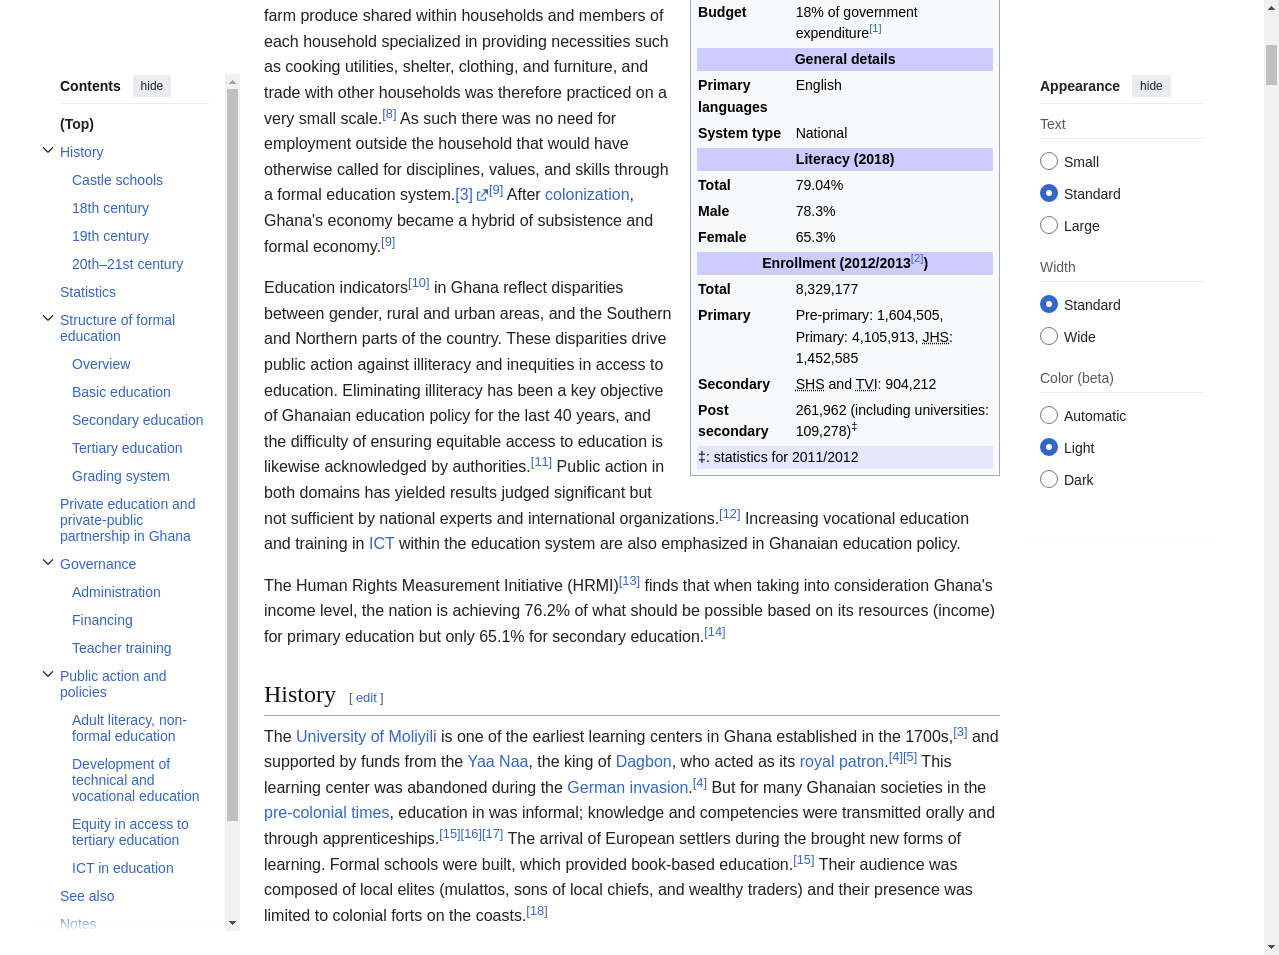 Contents hide
(Top)
History
Castle schools
18th century
19th century
20th–21st century
Statistics
Structure of formal
education
Overview
Basic education
Secondary education
Tertiary education
Grading system
Private education and
private-public
partnership in Ghana
Governance
Administration
Financing
Teacher training
Public action and
policies
Adult literacy, non-
formal education
Development of
technical and
vocational education
Equity in access to
tertiary education
ICT in education
See also
Notes
farm produce shared within households and members of
each household specialized in providing necessities such
as cooking utilities, shelter, clothing, and furniture, and
trade with other households was therefore practiced on a
very small scale.[8] As such there was no need for
employment outside the household that would have
otherwise called for disciplines, values, and skills through
a formal education system.[3] [9] After colonization,
Ghana's economy became a hybrid of subsistence and
formal economy.[9]
Education indicators[10] in Ghana reflect disparities
between gender, rural and urban areas, and the Southern
and Northern parts of the country. These disparities drive
public action against illiteracy and inequities in access to
education. Eliminating illiteracy has been a key objective
of Ghanaian education policy for the last 40 years, and
the difficulty of ensuring equitable access to education is
likewise acknowledged by authorities.[11] Public action in
both domains has yielded results judged significant but
not sufficient by national experts and international organizations.[12] Increasing vocational education
and training in ICT within the education system are also emphasized in Ghanaian education policy.
The Human Rights Measurement Initiative (HRMI)[13] finds that when taking into consideration Ghana's
income level, the nation is achieving 76.2% of what should be possible based on its resources (income)
for primary education but only 65.1% for secondary education.[14]
History [ edit ]
The University of Moliyili is one of the earliest learning centers in Ghana established in the 1700s,[3] and
supported by funds from the Yaa Naa, the king of Dagbon, who acted as its royal patron.[4][5] This
learning center was abandoned during the German invasion.[4] But for many Ghanaian societies in the
pre-colonial times, education in was informal; knowledge and competencies were transmitted orally and
through apprenticeships.[15][16][17] The arrival of European settlers during the brought new forms of
learning. Formal schools were built, which provided book-based education.[15] Their audience was
composed of local elites (mulattos, sons of local chiefs, and wealthy traders) and their presence was
limited to colonial forts on the coasts.[18]
Budget 18% of government
expenditure[1]
General details
Primary English
languages
System type National
Literacy (2018)
Total 79.04%
Male 78.3%
Female 65.3%
Enrollment (2012/2013[2])
Total 8,329,177
Primary Pre-primary: 1,604,505,
Primary: 4,105,913, JHS:
1,452,585
Secondary SHS and TVI: 904,212
Post 261,962 (including universities:
secondary 109,278)‡
‡: statistics for 2011/2012
Appearance hide
Text
Small
Standard
Large
Width
Standard
Wide
Color (beta)
Automatic
Light
Dark